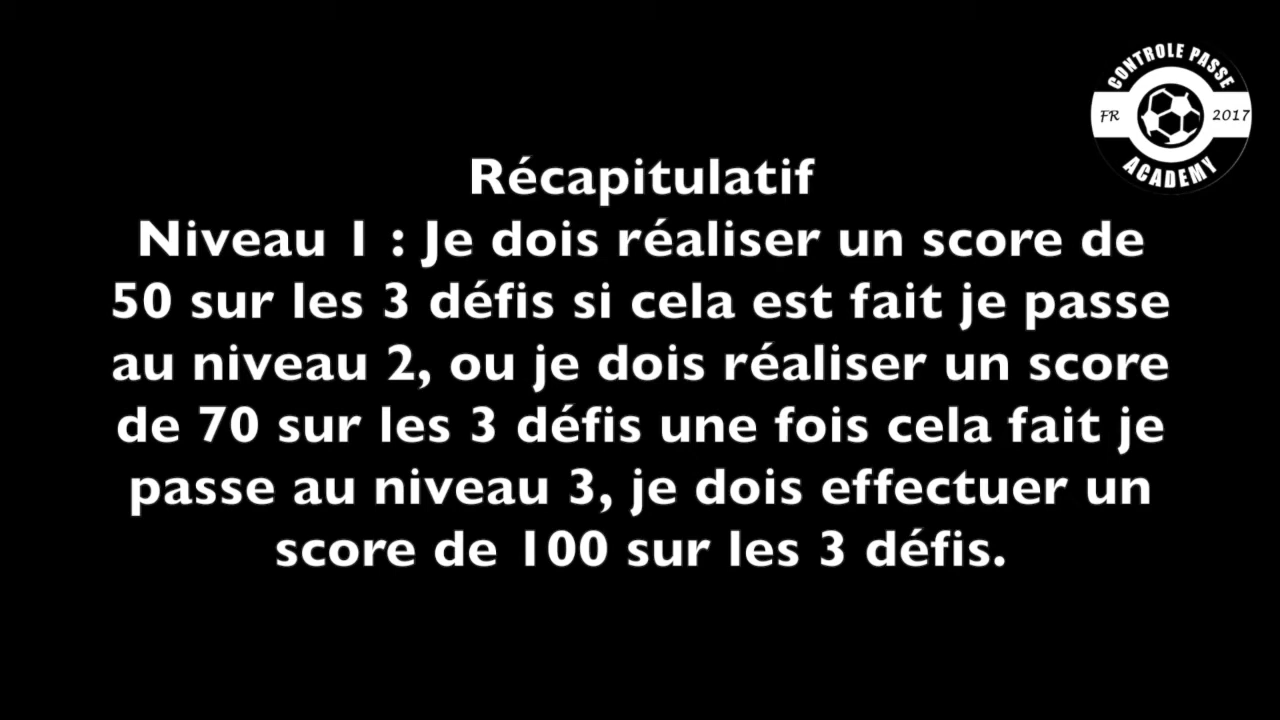 CONTROLE PASSE
FR 2017
ACADEMY
Récapitulatif
Niveau 1 : Je dois réaliser un score de
50 sur les 3 défis si cela est fait je passe
au niveau 2, ou je dois réaliser un score
de 70 sur les 3 défis une fois cela fait je
passe au niveau 3, je dois effectuer un
score de 100 sur les 3 défis.